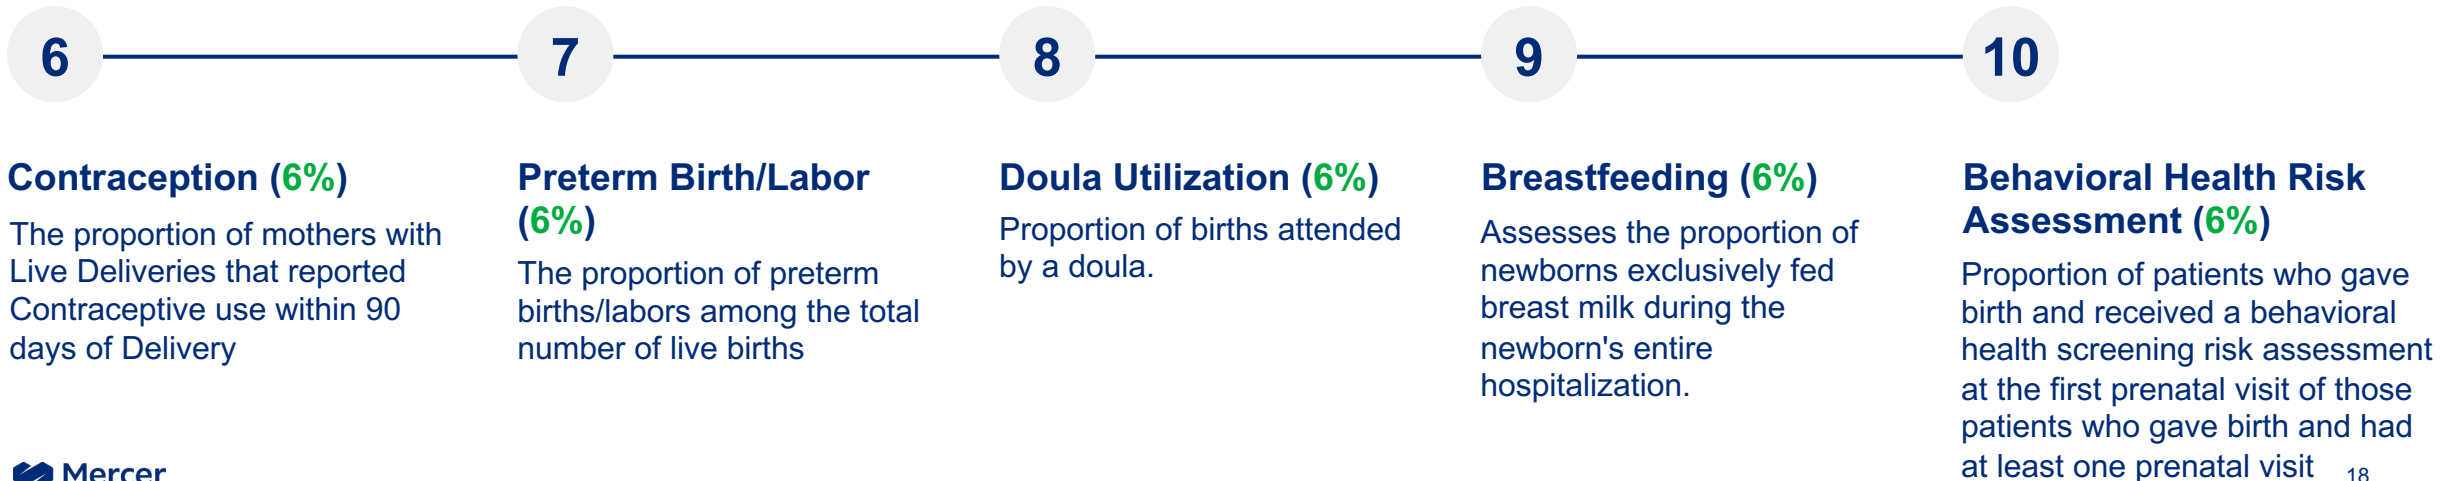 6
7
8
9
10
Contraception (6%)
The proportion of mothers with
Live Deliveries that reported
Contraceptive use within 90
days of Delivery
Preterm Birth/Labor
(6%)
The proportion of preterm
births/labors among the total
number of live births
Doula Utilization (6%)
Proportion of births attended
by a doula.
Breastfeeding (6%)
Assesses the proportion of
newborns exclusively fed
breast milk during the
newborn's entire
hospitalization.
Behavioral Health Risk
Assessment (6%)
Proportion of patients who gave
birth and received a behavioral
health screening risk assessment
at the first prenatal visit of those
patients who gave birth and had
at least one prenatal visit
Mercer
18